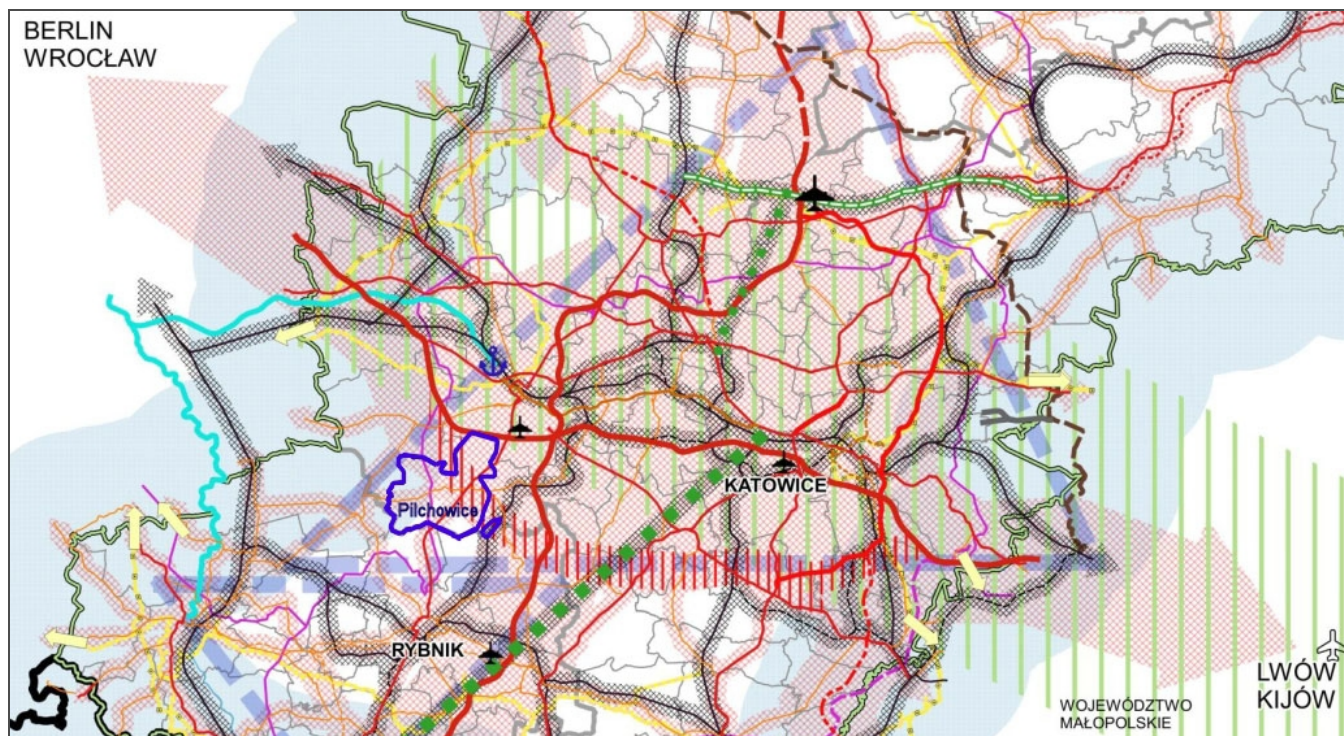 BERLIN
WROCŁAW
KATOWICE
Pilchowice
RYBNIK
LWÓW
KIJÓW
WOJEWÓDZTWO
MAŁOPOLSKIE